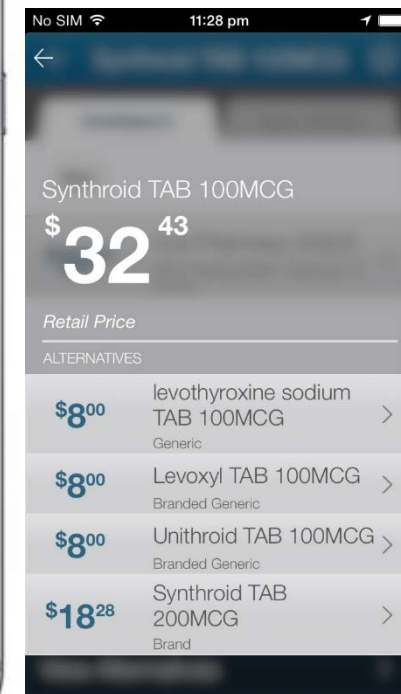 No SIM 11:28 pm
Synthroid TAB 100MCG
$32 43
Retail Price
ALTERNATIVES
$8 00
levothyroxine sodium
TAB 100MCG
Generic
$8 00
Levoxyl TAB 100MCG
Branded Generic
$8 00
Unithroid TAB 100MCG
Branded Generic
$18 28
Synthroid TAB
200MCG
Brand